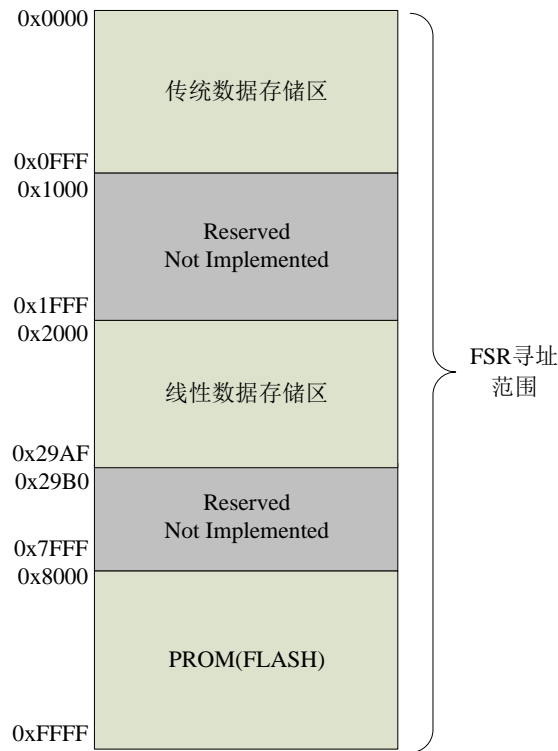 0x0000
传统数据存储区
0x0FFF
0x1000
Reserved
Not Implemented
0x1FFF
0x2000
线性数据存储区
0x29AF
0x29B0
Reserved
Not Implemented
0x7FFF
0x8000
PROM(FLASH)
0xFFFF
FSR寻址
范围